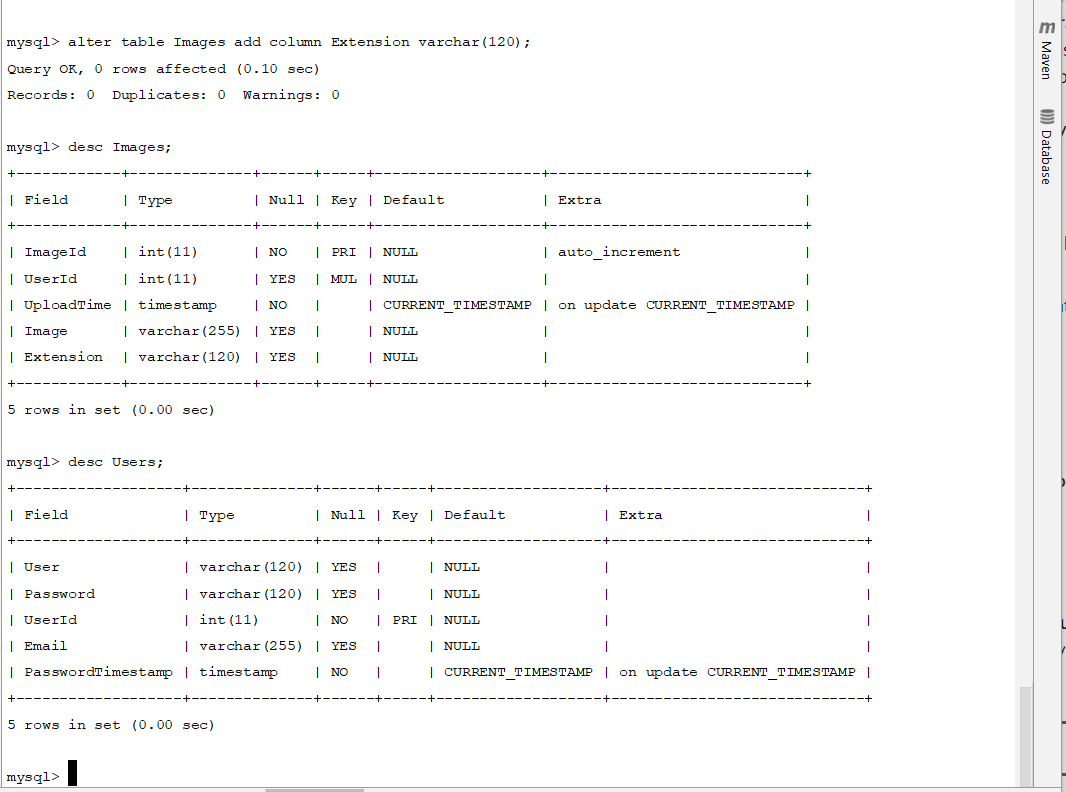 mysql> alter table Images add column Extension varchar(120);
Query OK, 0 rows affected (0.10 sec)
Records: 0  Duplicates: 0  Warnings: 0
mysql> desc Images;
+------------+--------------+------+-----+-------------------+-----------------------------+
| Field      | Type         | Null | Key | Default           | Extra                       |
+------------+--------------+------+-----+-------------------+-----------------------------+
| ImageId    | int(11)      | NO   | PRI | NULL              | auto_increment              |
| UserId     | int(11)      | YES  | MUL | NULL              |                             |
| UploadTime | timestamp    | NO   |     | CURRENT_TIMESTAMP | on update CURRENT_TIMESTAMP |
| Image      | varchar(255) | YES  |     | NULL              |                             |
| Extension  | varchar(120) | YES  |     | NULL              |                             |
+------------+--------------+------+-----+-------------------+-----------------------------+
5 rows in set (0.00 sec)
mysql> desc Users;
+-------------------+--------------+------+-----+-------------------+-----------------------------+
| Field             | Type         | Null | Key | Default           | Extra                       |
+-------------------+--------------+------+-----+-------------------+-----------------------------+
| User              | varchar(120) | YES  |     | NULL              |                             |
| Password          | varchar(120) | YES  |     | NULL              |                             |
| UserId            | int(11)      | NO   | PRI | NULL              |                             |
| Email             | varchar(255) | YES  |     | NULL              |                             |
| PasswordTimestamp | timestamp    | NO   |     | CURRENT_TIMESTAMP | on update CURRENT_TIMESTAMP |
+-------------------+--------------+------+-----+-------------------+-----------------------------+
5 rows in set (0.00 sec)
mysql>
m
Maven
Database